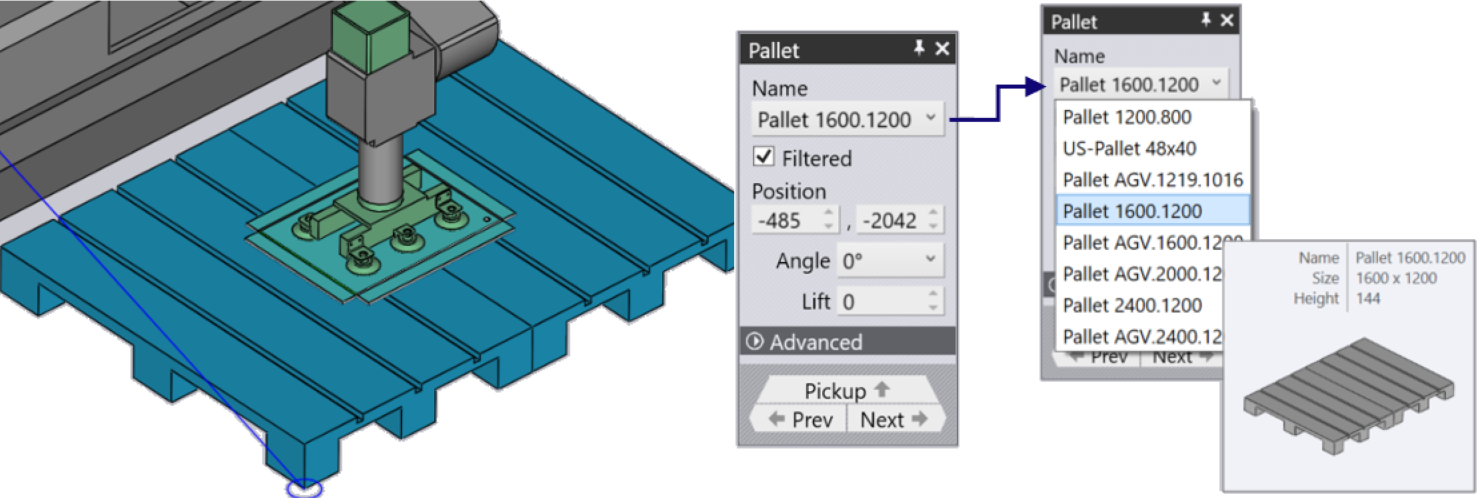 Pallet
Name
Pallet 1600.1200
Filtered
Position
-485 , -2042
Angle 0°
Lift 0
Advanced
Pickup
Prev Next
Pallet
Name
Pallet 1600.1200
Pallet 1200.800
US-Pallet 48x40
Pallet AGV.1219.1016
Pallet 1600.1200
Pallet AGV.1600.1200
Pallet AGV.2000.12
Pallet 2400.1200
Pallet AGV.2400.12
Prev Next
Name Pallet 1600.1200
Size 1600 x 1200
Height 144